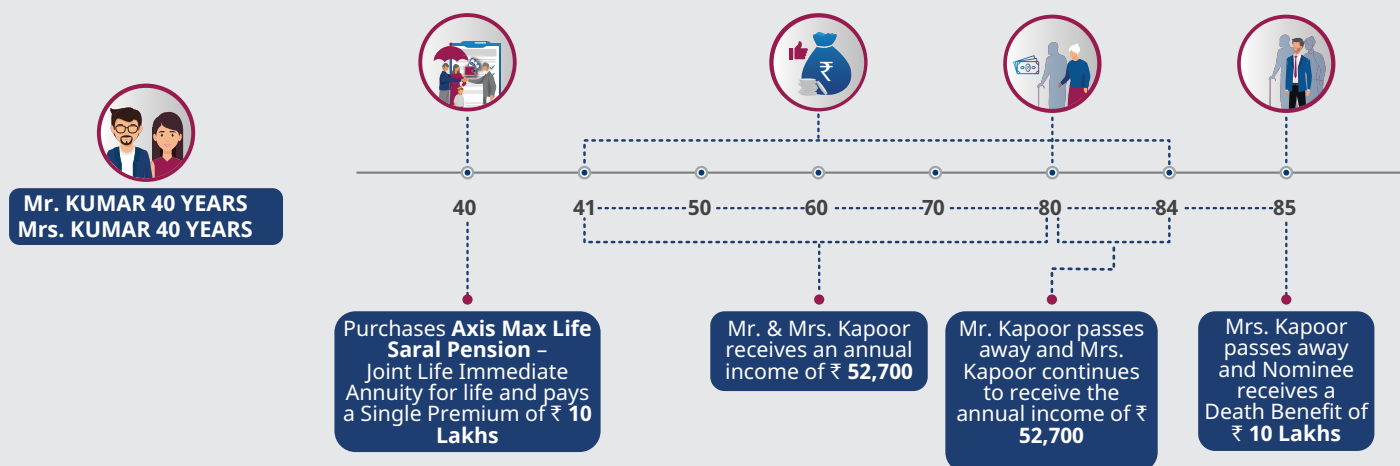 Mr. KUMAR 40 YEARS
Mrs. KUMAR 40 YEARS
40
41
50
60
70
80
84
85
Purchases Axis Max Life
Saral Pension –
Joint Life Immediate
Annuity for life and pays
a Single Premium of ₹ 10
Lakhs
Mr. & Mrs. Kapoor
receives an annual
income of ₹ 52,700
Mr. Kapoor passes
away and Mrs.
Kapoor continues
to receive the
annual income of ₹
52,700
Mrs. Kapoor
passes away
and Nominee
receives a
Death Benefit of
₹ 10 Lakhs
₹